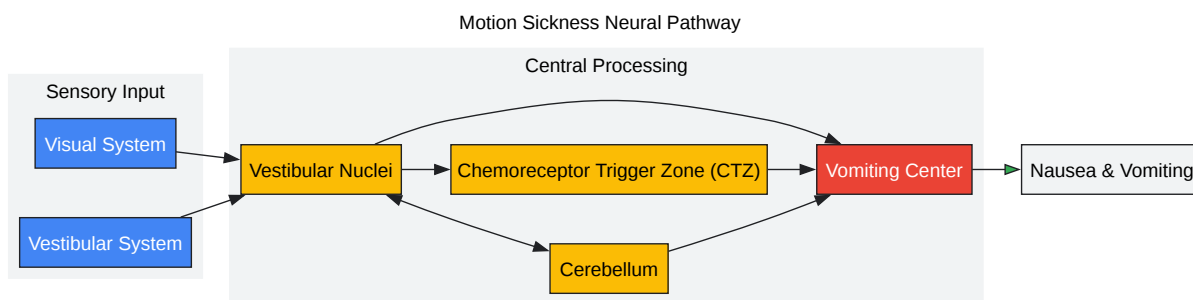 Motion Sickness Neural Pathway
Central Processing
Sensory Input
Visual System
Vestibular System
Vestibular Nuclei
Chemoreceptor Trigger Zone (CTZ)
Vomiting Center
Nausea & Vomiting
Cerebellum